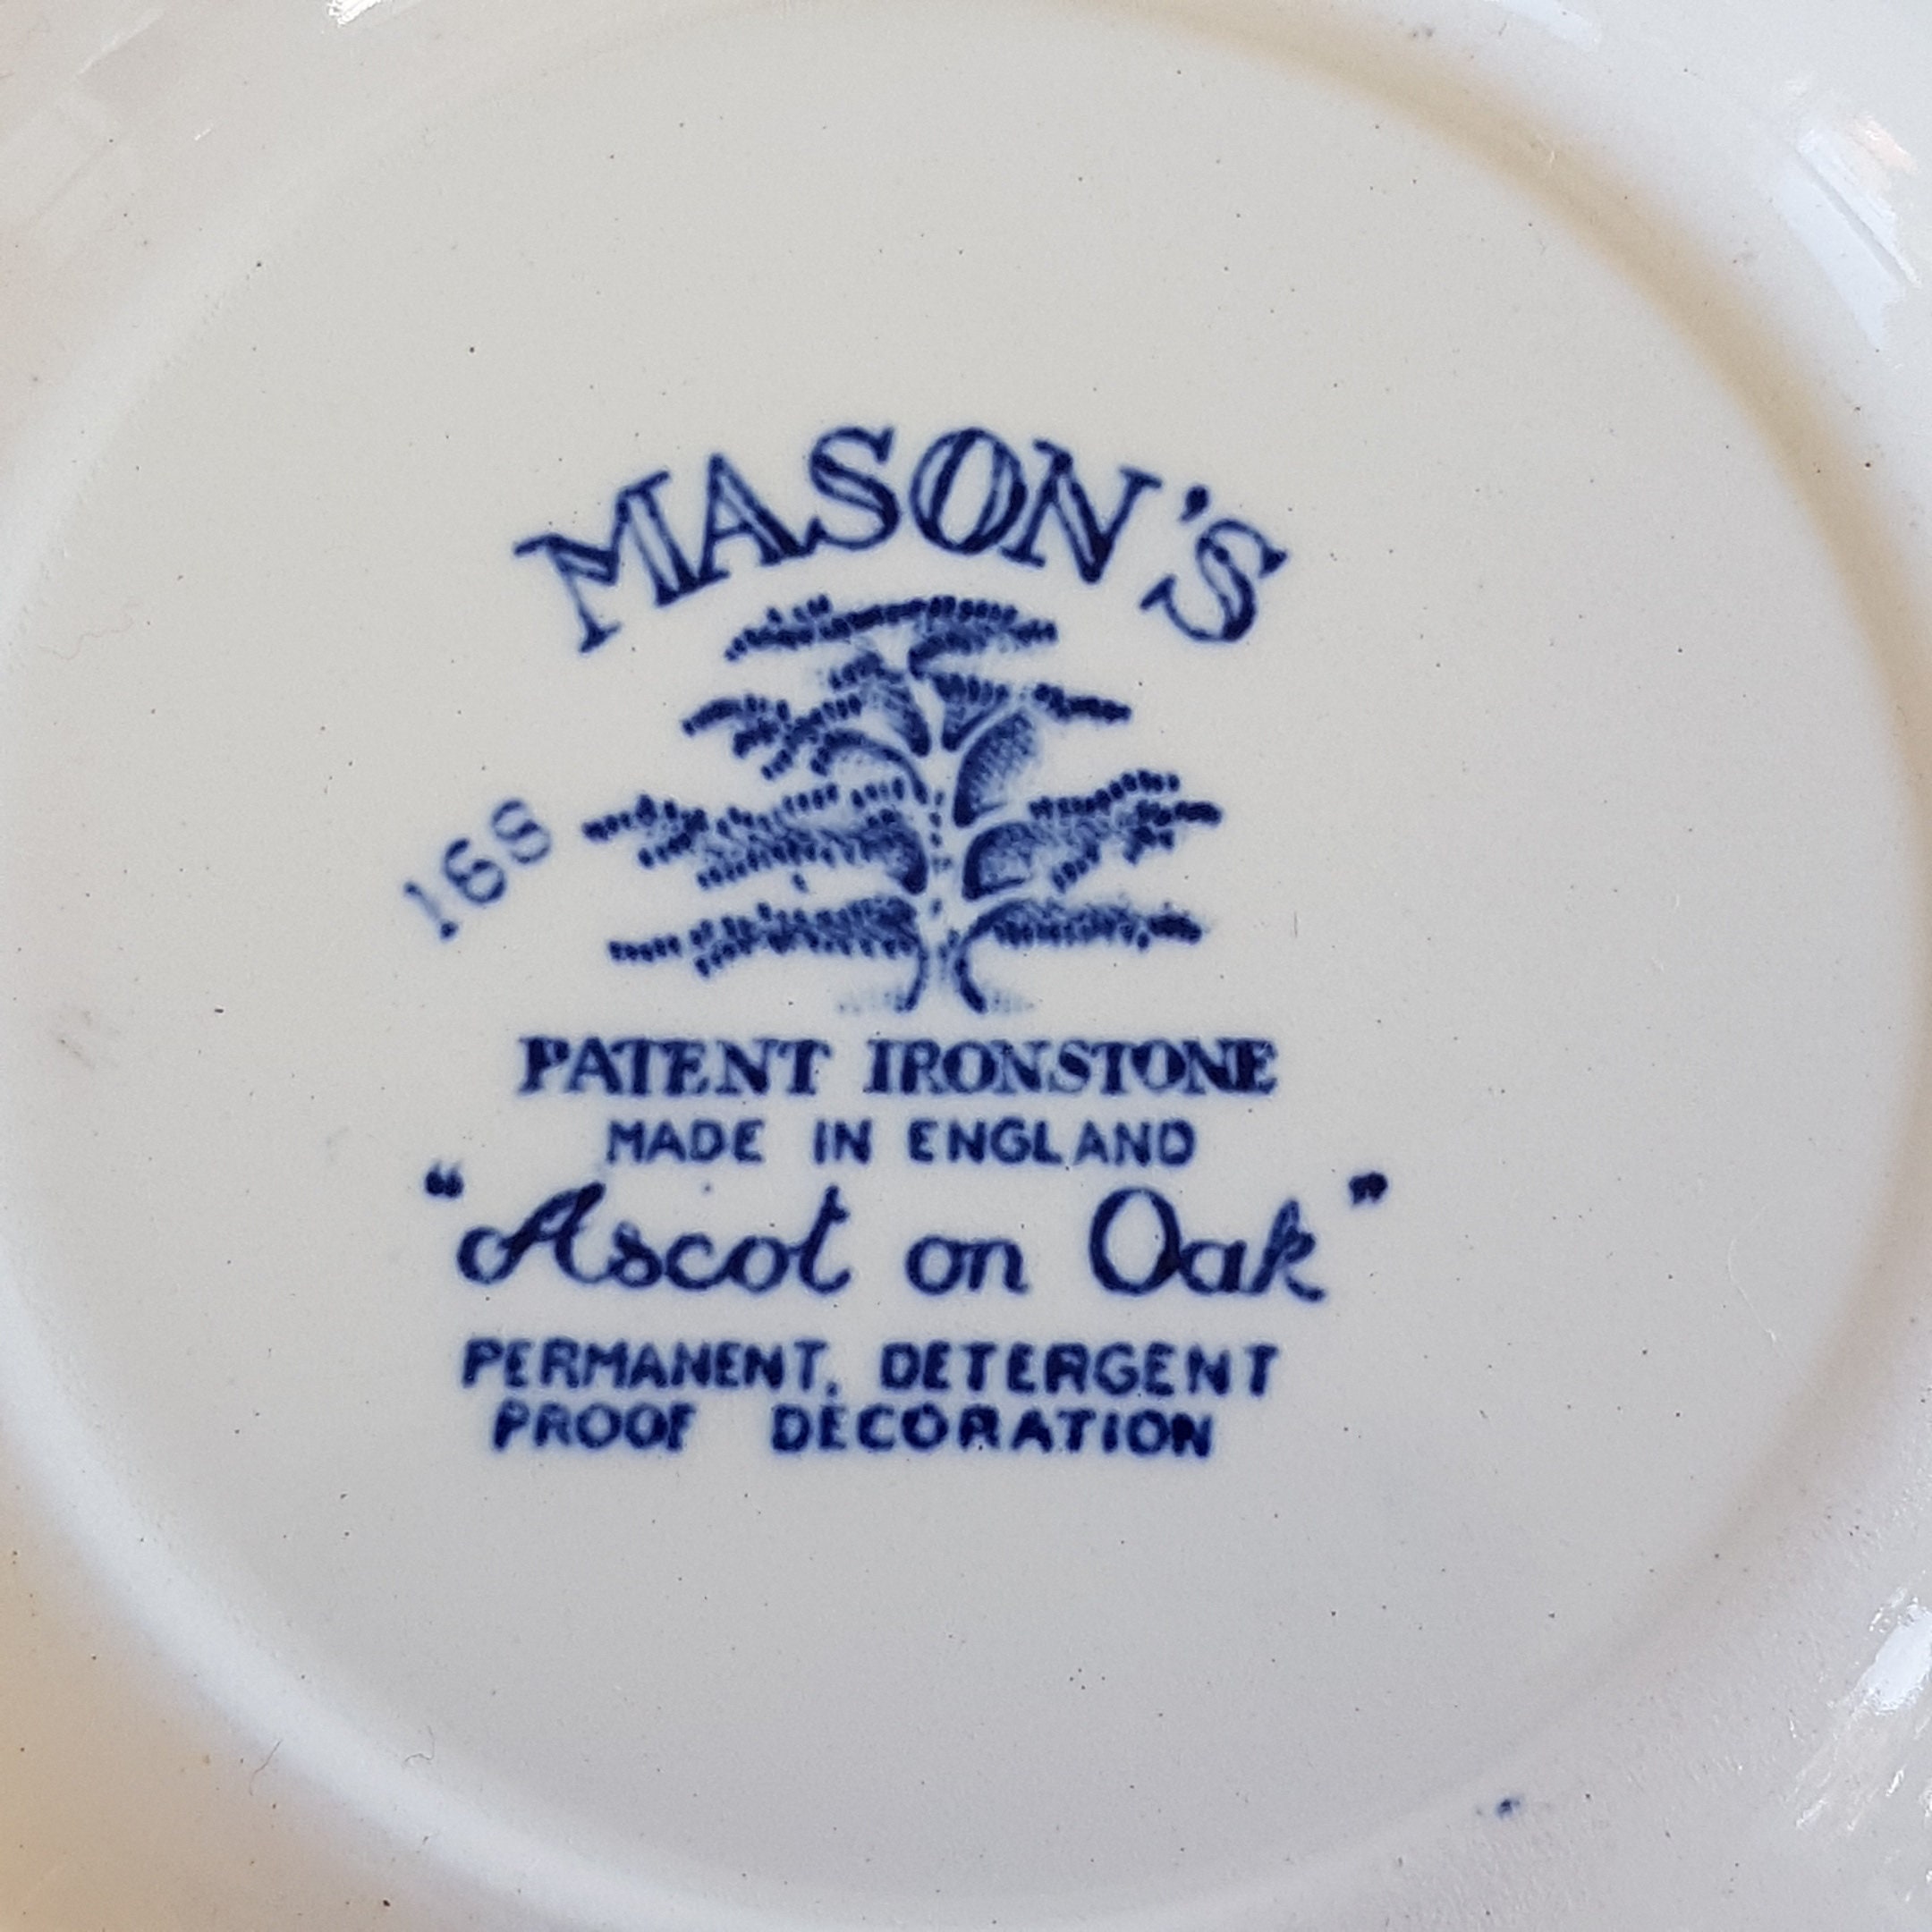 MASON'S
168
PATENT IRONSTONE
MADE IN ENGLAND
"Ascot on Oak"
PERMANENT, DETERGENT
PROOF DECORATION